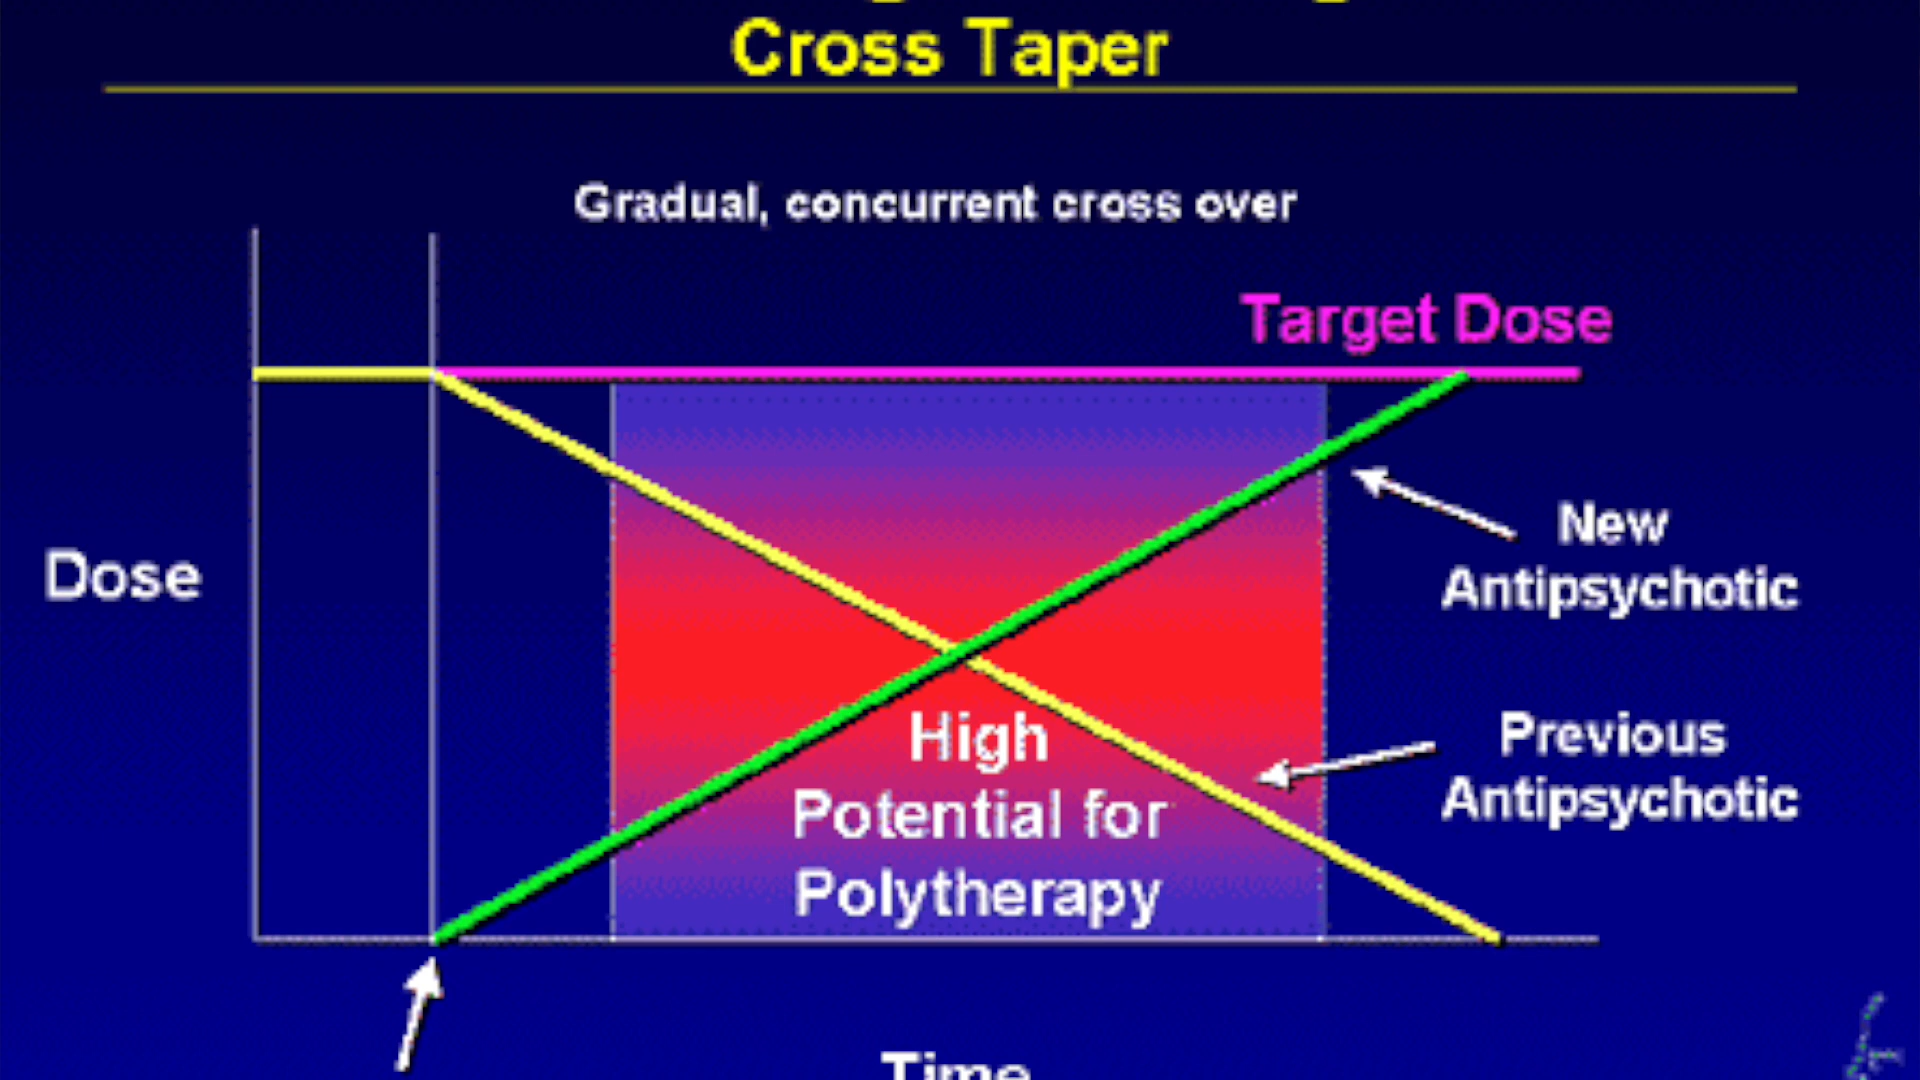 Cross Taper
Gradual, concurrent cross over
Target Dose
New
Antipsychotic
Dose
Previous
Antipsychotic
High
Potential for
Polytherapy
Time